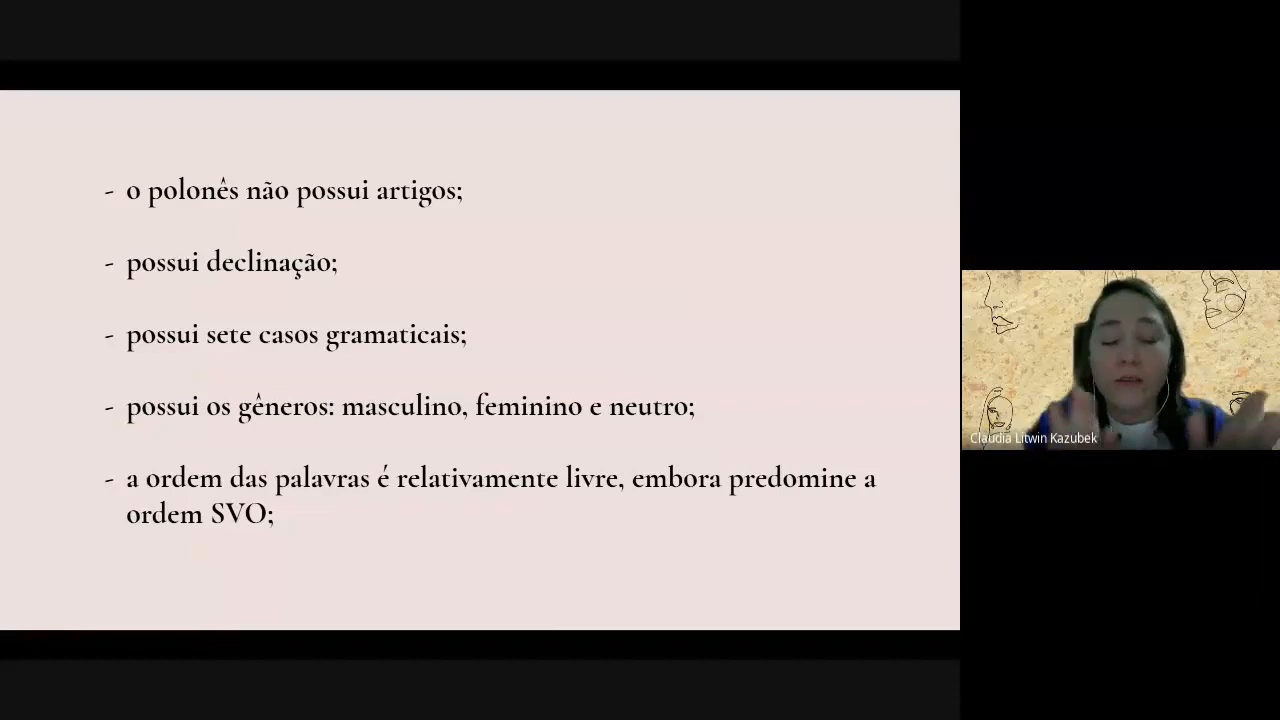 - o polonês não possui artigos;
- possui declinação;
- possui sete casos gramaticais;
- possui os gêneros: masculino, feminino e neutro;
- a ordem das palavras é relativamente livre, embora predomine a
ordem SVO;
Claudia Litwin Kazubek